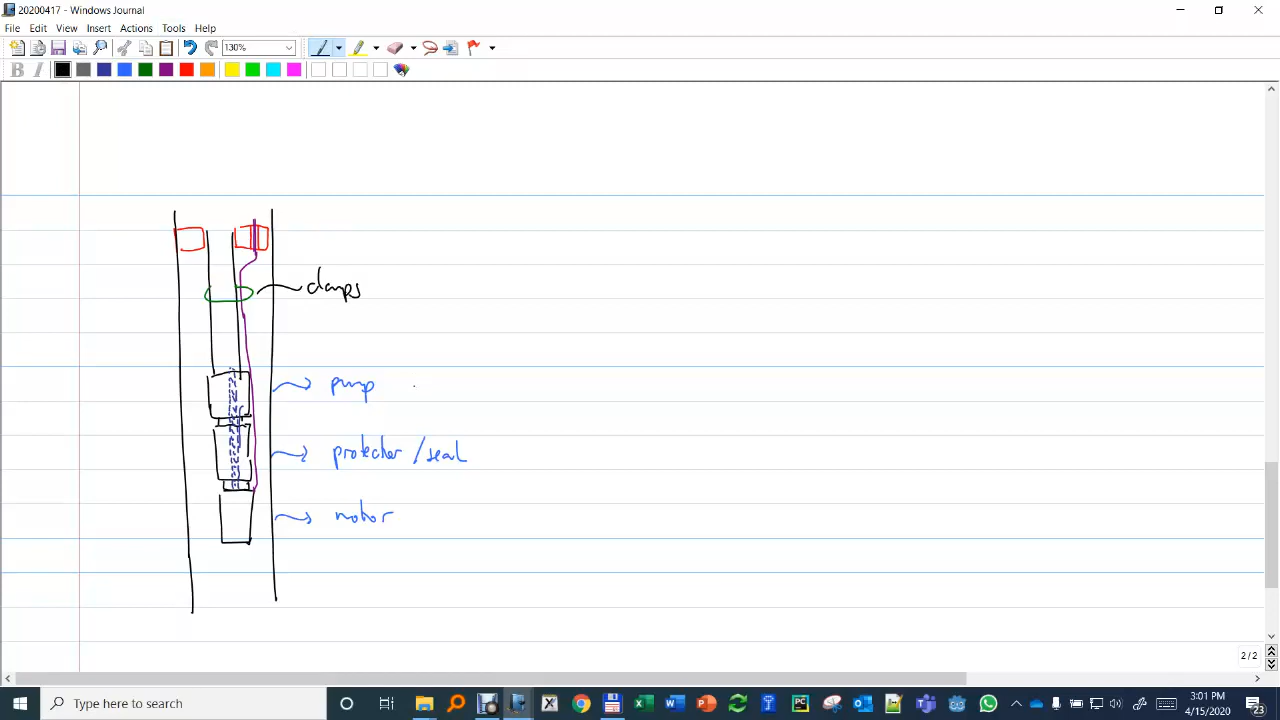 20200417 - Windows Journal
File Edit View Insert Actions Tools Help
130%
B I
clamps
pump
protector / seal
motor
2/2
Type here to search
3:01 PM
4/15/2020
23